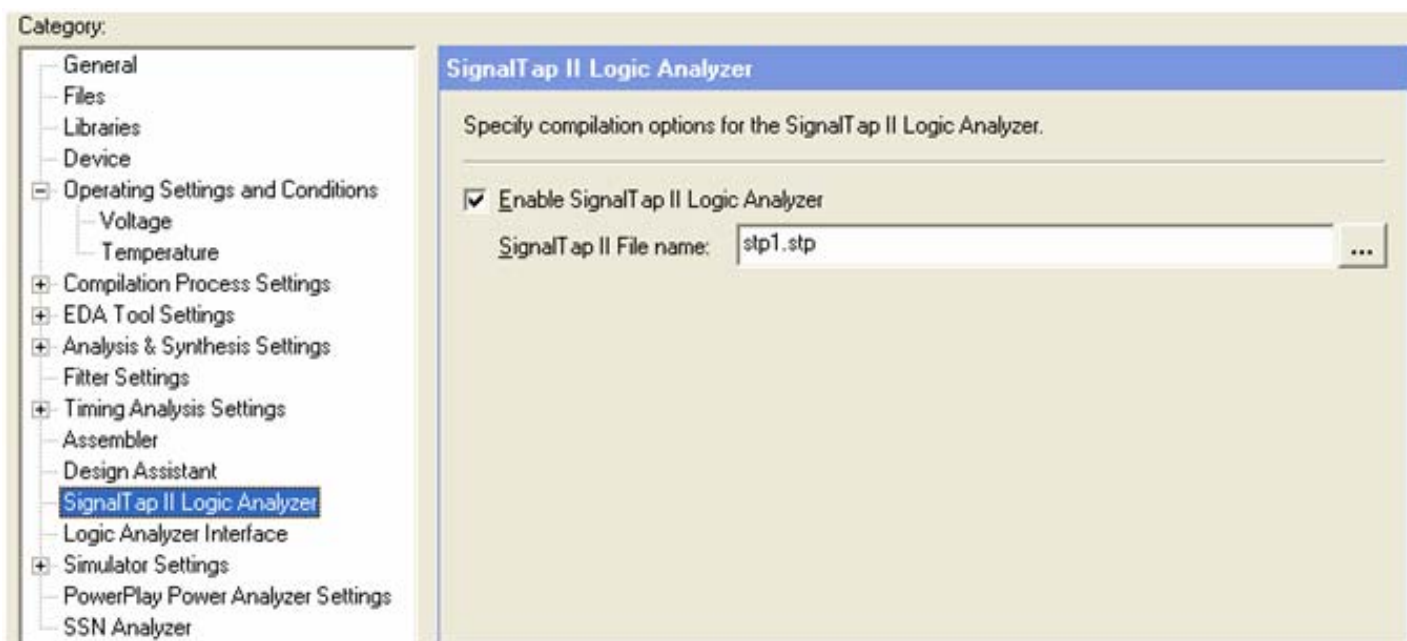 Category:
General
Files
Libraries
Device
Operating Settings and Conditions
Voltage
Temperature
Compilation Process Settings
EDA Tool Settings
Analysis & Synthesis Settings
Fitter Settings
Timing Analysis Settings
Assembler
Design Assistant
SignalTap II Logic Analyzer
Logic Analyzer Interface
Simulator Settings
PowerPlay Power Analyzer Settings
SSN Analyzer
SignalTap II Logic Analyzer
Specify compilation options for the SignalTap II Logic Analyzer.
Enable SignalTap II Logic Analyzer
SignalTap II File name: stp1.stp ...